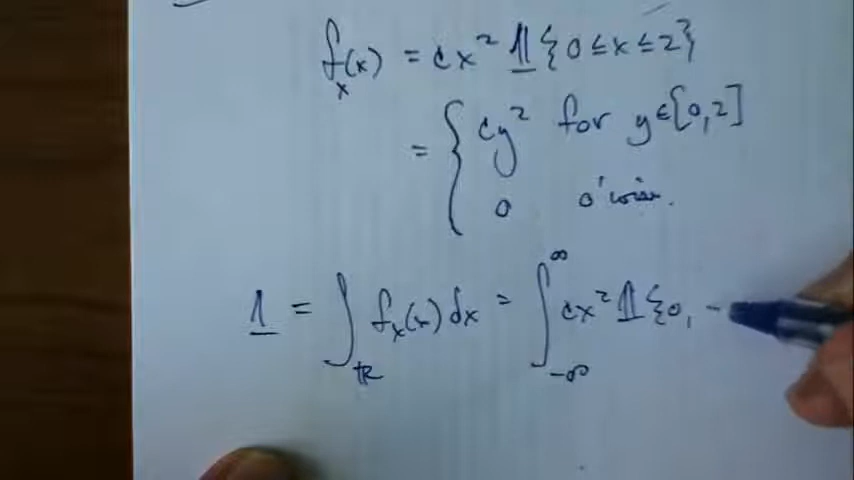 f_X(x) = cx² 𝟙{0 ≤ x ≤ 2}
= { cy² for y ∈ [0,2]
0 o'wise.
1 = ∫_ℝ f_X(x) dx = ∫_{-∞}^{∞} cx² 𝟙{0,